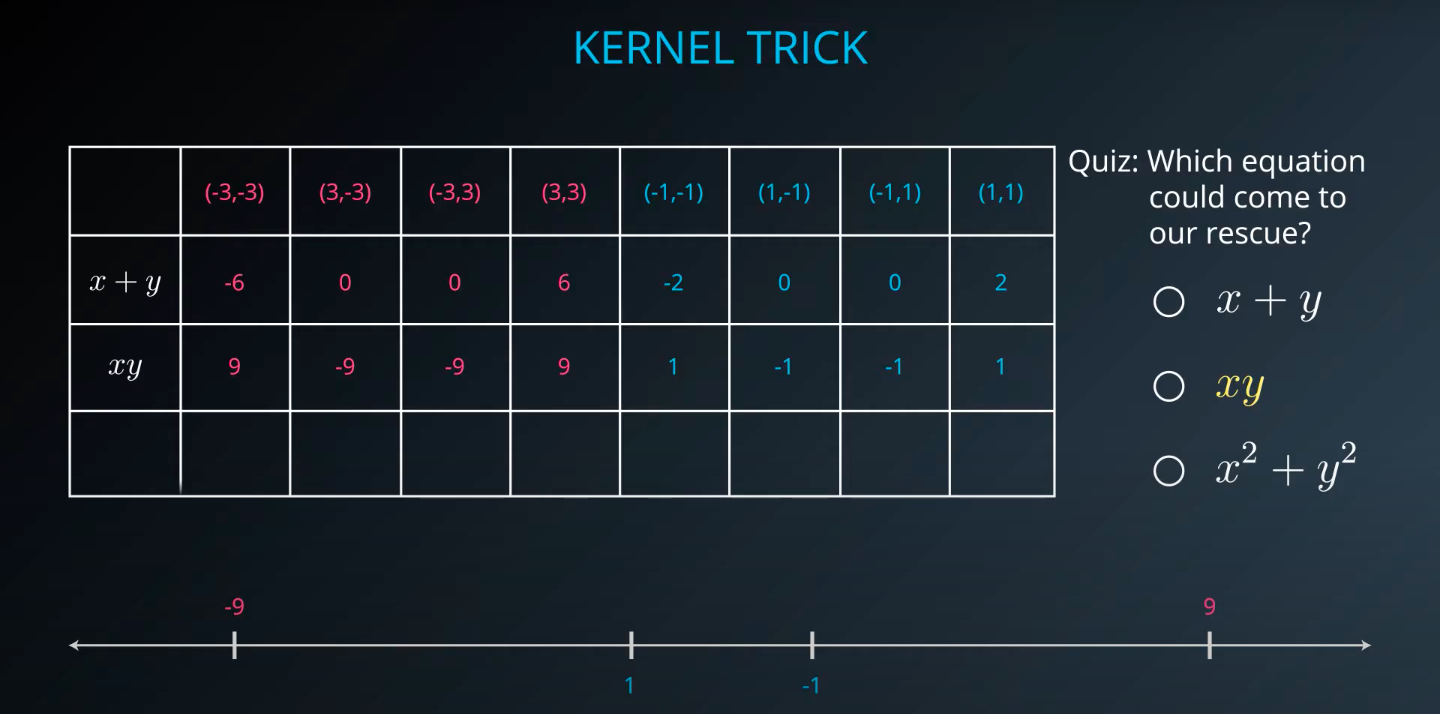 KERNEL TRICK
(-3,-3) (3,-3) (-3,3) (3,3) (-1,-1) (1,-1) (-1,1) (1,1)
x + y -6 0 0 6 -2 0 0 2
xy 9 -9 -9 9 1 -1 -1 1
Quiz: Which equation
could come to
our rescue?
x + y
xy
x² + y²
-9 9
1 -1